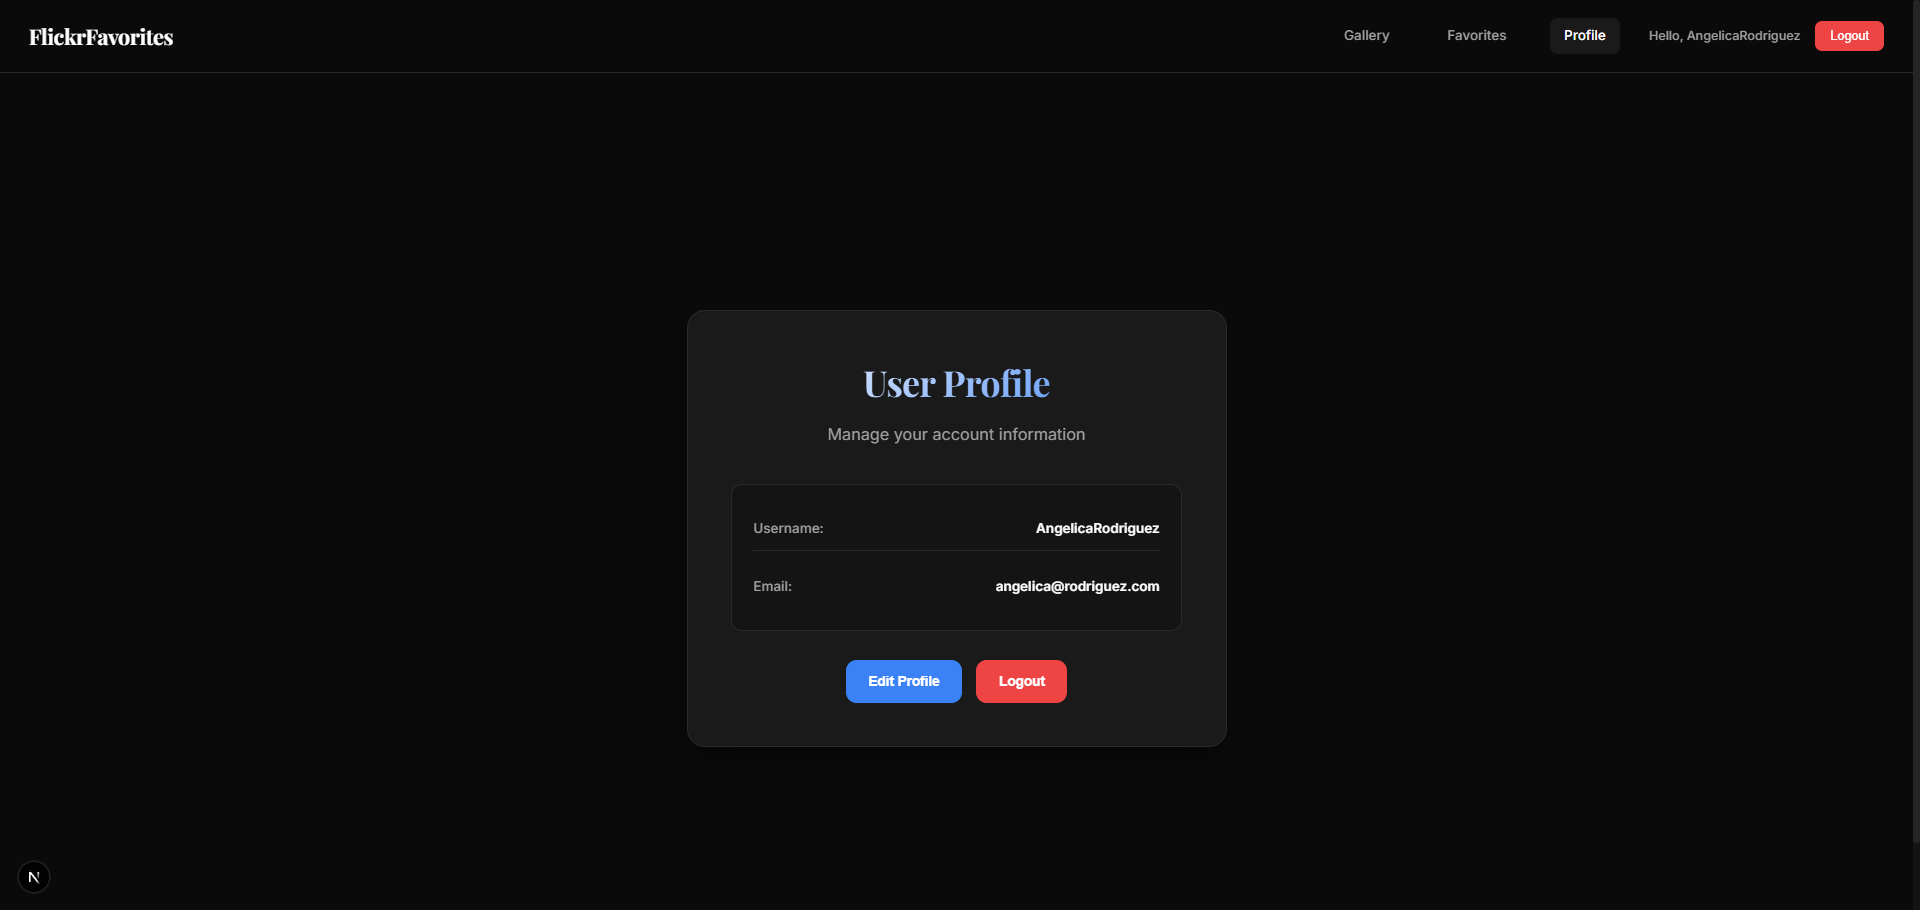 FlickrFavorites
Gallery
Favorites
Profile
Hello, AngelicaRodriguez
Logout
User Profile
Manage your account information
Username:
AngelicaRodriguez
Email:
angelica@rodriguez.com
Edit Profile
Logout
N